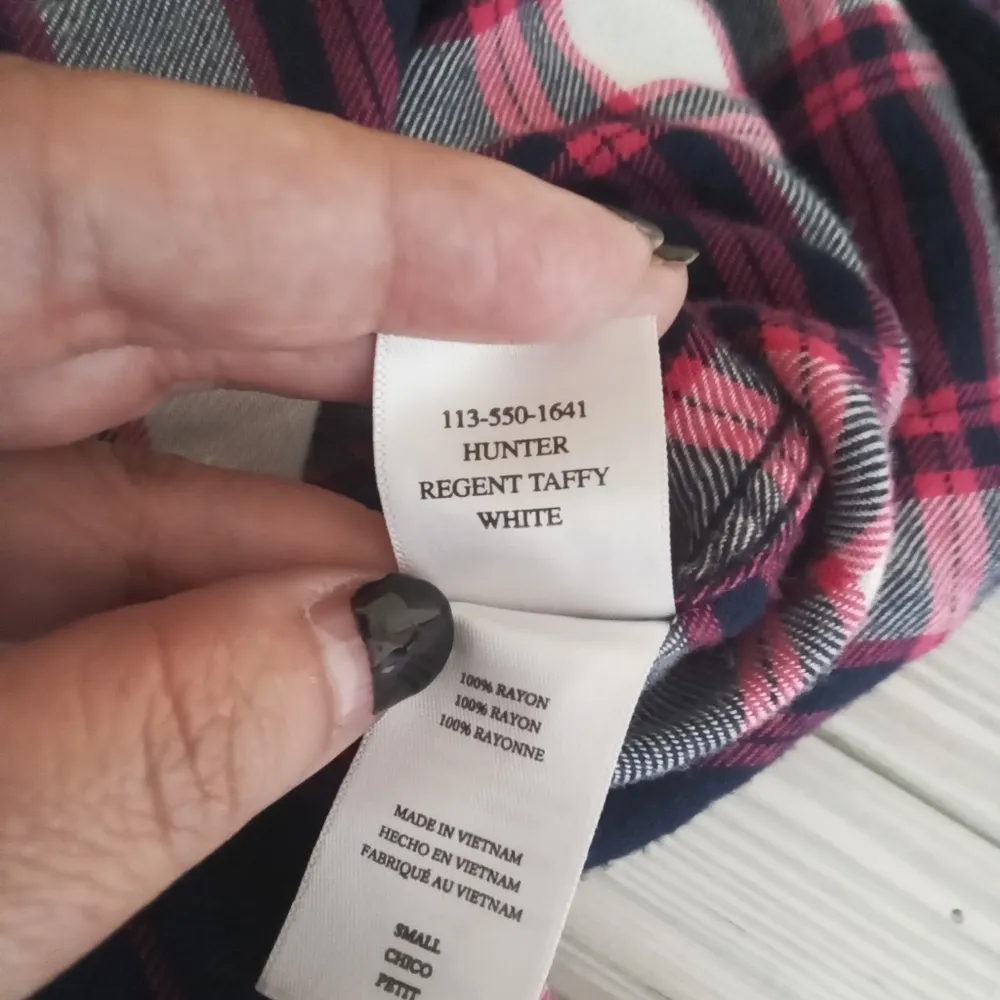 113-550-1641
HUNTER
REGENT TAFFY
WHITE
100% RAYON
100% RAYON
100% RAYONNE
MADE IN VIETNAM
HECHO EN VIETNAM
FABRIQUÉ AU VIETNAM
SMALL
CHICO
PETIT